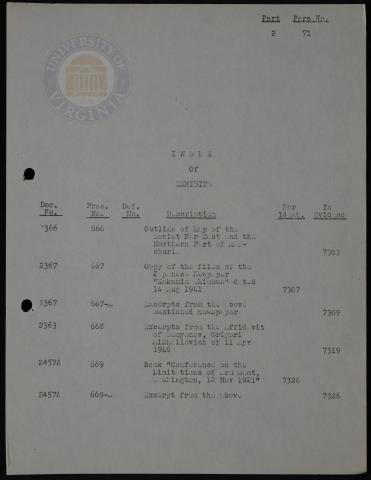 Part Page No.
2 71
UNIVERSITY OF VIRGINIA
INDEX
Of
EXHIBITS
Doc. No. Pros. No. Def. No. Description For Ident. In Evidence
2366 666 Outline of Map of the
Soviet Far East and the
Northern Part of Man-
churia 7303
2367 667 Copy of the files of the
Japanese Newspaper
"Kokumin Shimbun" dated
14 Aug 1941 7307
2367 667-A Excerpts from the above
mentioned newspaper 7309
2363 668 Excerpts from the Affidavit
of Semyonov, Grigori
Mikhailovich of 11 Apr
1946 7319
2457A 669 Book "Conference on the
Limitations of Armament,
Washington, 12 Nov 1921" 7326
2457A 669-A Excerpt from the above 7326